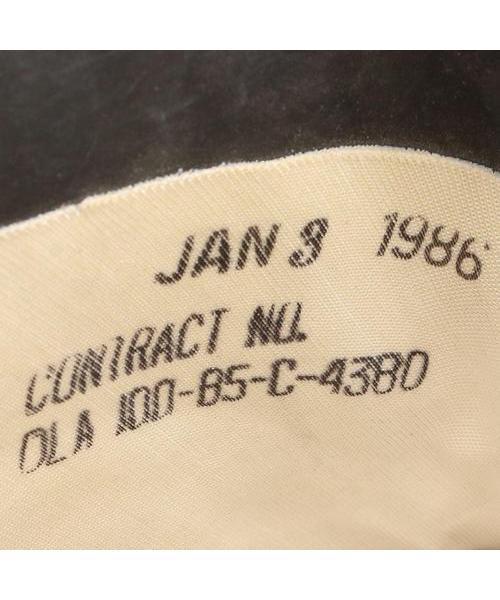 JAN 3 1986
CONTRACT NO.
DLA 100-85-C-4380